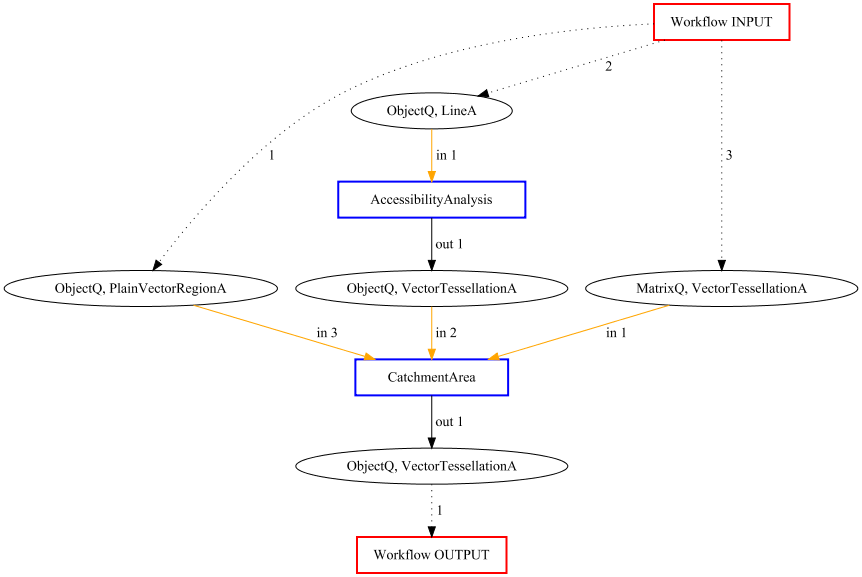 Workflow INPUT
2
ObjectQ, LineA
1
in 1
3
AccessibilityAnalysis
out 1
ObjectQ, PlainVectorRegionA
ObjectQ, VectorTessellationA
MatrixQ, VectorTessellationA
in 3
in 2
in 1
CatchmentArea
out 1
ObjectQ, VectorTessellationA
1
Workflow OUTPUT